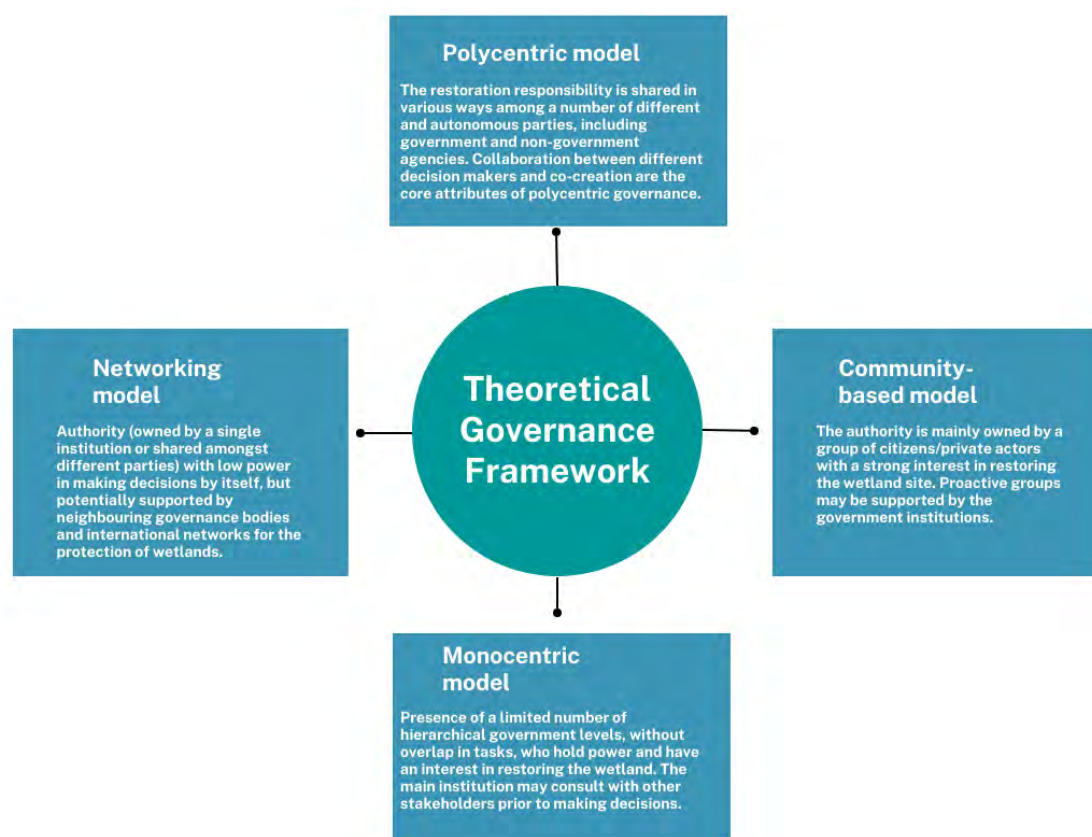 Polycentric model
The restoration responsibility is shared in
various ways among a number of different
and autonomous parties, including
government and non-government
agencies. Collaboration between different
decision makers and co-creation are the
core attributes of polycentric governance.
Networking
model
Authority (owned by a single
institution or shared amongst
different parties) with low power
in making decisions by itself, but
potentially supported by
neighbouring governance bodies
and international networks for the
protection of wetlands.
Theoretical
Governance
Framework
Community-
based model
The authority is mainly owned by a
group of citizens/private actors
with a strong interest in restoring
the wetland site. Proactive groups
may be supported by the
government institutions.
Monocentric
model
Presence of a limited number of
hierarchical government levels, without
overlap in tasks, who hold power and have
an interest in restoring the wetland. The
main institution may consult with other
stakeholders prior to making decisions.